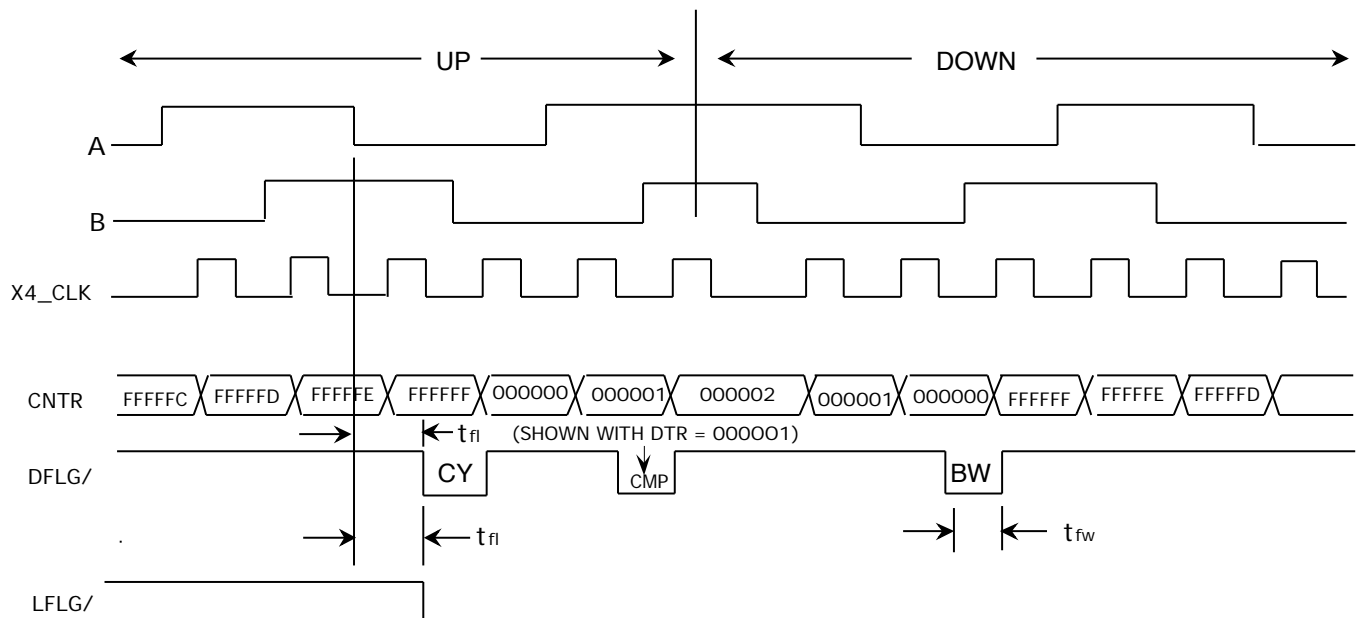 UP DOWN
A
B
X4_CLK
CNTR FFFFFC FFFFFD FFFFFE FFFFFF 000000 000001 000002 000001 000000 FFFFFF FFFFFE FFFFFD
tfl (SHOWN WITH DTR = 000001)
DFLG/ CY CMP BW
. tfl tfw
LFLG/